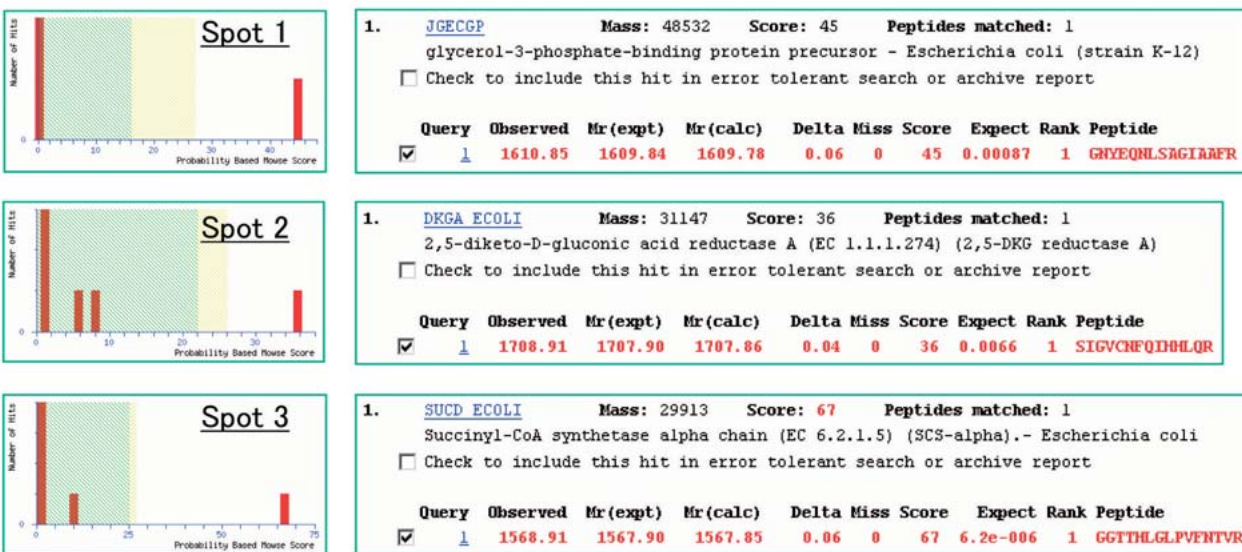 Spot 1
Number of Hits
0
0 10 20 30 40
Probability Based Mowse Score
1. JGECGP Mass: 48532 Score: 45 Peptides matched: 1
glycerol-3-phosphate-binding protein precursor - Escherichia coli (strain K-12)
Check to include this hit in error tolerant search or archive report
Query Observed Mr(expt) Mr(calc) Delta Miss Score Expect Rank Peptide
1 1610.85 1609.84 1609.78 0.06 0 45 0.00087 1 GNYEQNLSAGIAAFR
Spot 2
Number of Hits
0
0 10 20 30
Probability Based Mowse Score
1. DKGA ECOLI Mass: 31147 Score: 36 Peptides matched: 1
2,5-diketo-D-gluconic acid reductase A (EC 1.1.1.274) (2,5-DKG reductase A)
Check to include this hit in error tolerant search or archive report
Query Observed Mr(expt) Mr(calc) Delta Miss Score Expect Rank Peptide
1 1708.91 1707.90 1707.86 0.04 0 36 0.0066 1 SIGVCNFQIHHLQR
Spot 3
Number of Hits
0
0 25 50 75
Probability Based Mowse Score
1. SUCD ECOLI Mass: 29913 Score: 67 Peptides matched: 1
Succinyl-CoA synthetase alpha chain (EC 6.2.1.5) (SCS-alpha).- Escherichia coli
Check to include this hit in error tolerant search or archive report
Query Observed Mr(expt) Mr(calc) Delta Miss Score Expect Rank Peptide
1 1568.91 1567.90 1567.85 0.06 0 67 6.2e-006 1 GGTTHLGLPVFNTVR